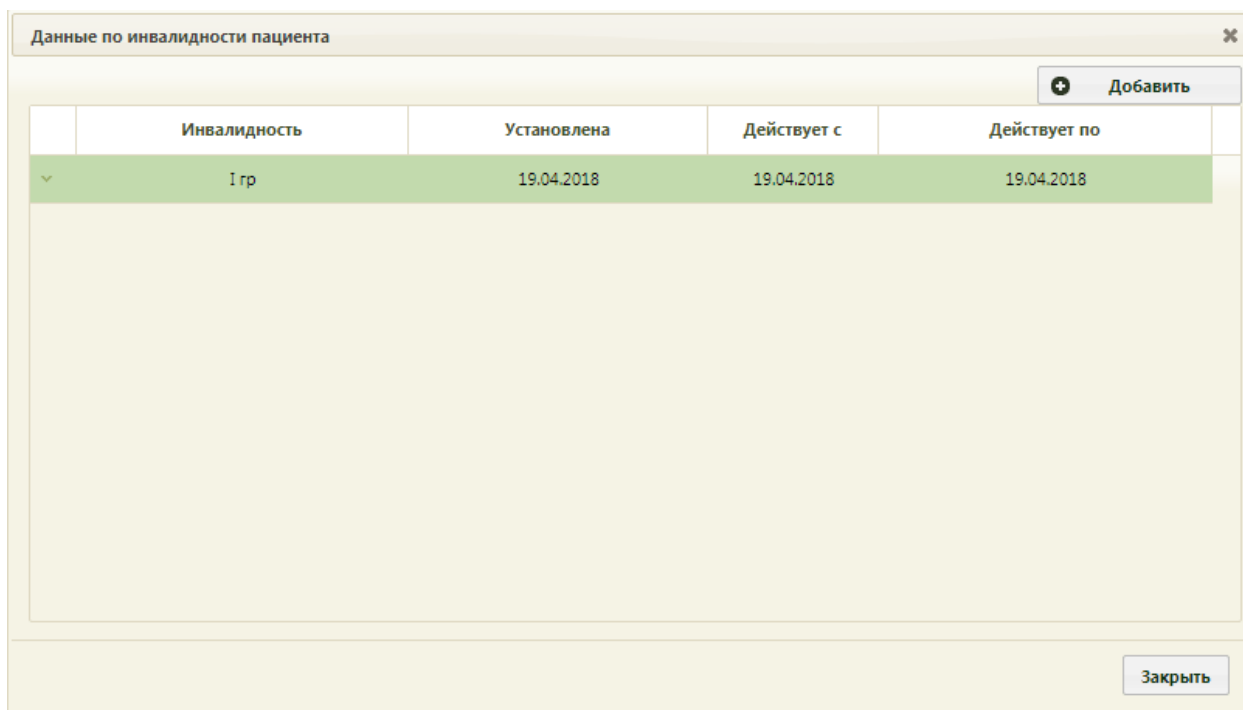 Данные по инвалидности пациента
Добавить
Инвалидность Установлена Действует с Действует по
I гр 19.04.2018 19.04.2018 19.04.2018
Закрыть